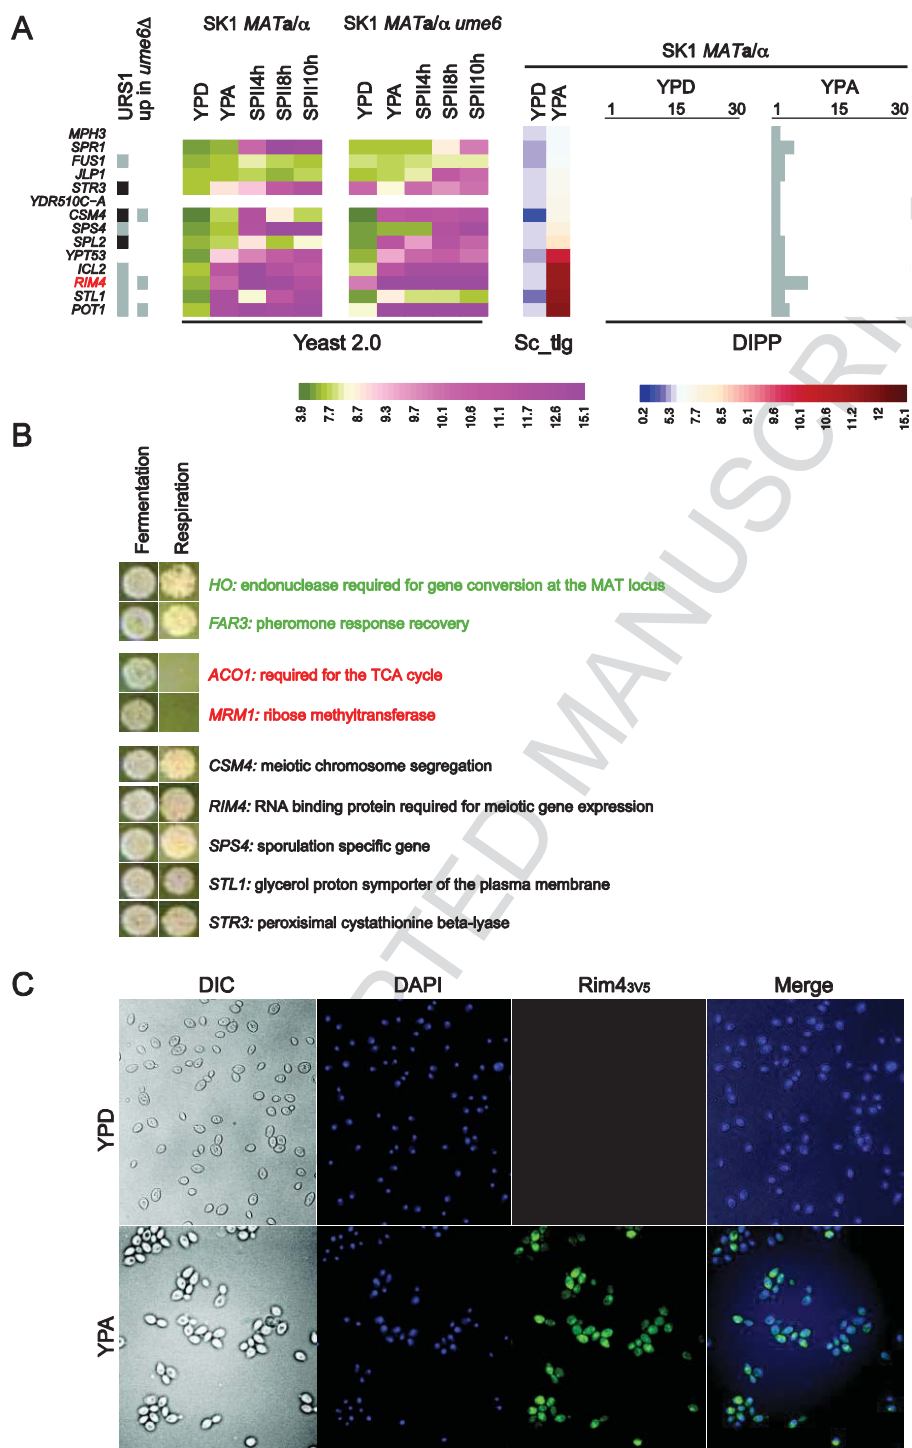 A
SK1 MATa/α
SK1 MATa/α ume6
SK1 MATa/α
URS1
up in ume6Δ
YPD
YPA
SPII4h
SPII8h
SPII10h
YPD
YPA
SPII4h
SPII8h
SPII10h
YPD
YPA
YPD
1 15 30
YPA
1 15 30
MPH3
SPR1
FUS1
JLP1
STR3
YDR510C-A
CSM4
SPS4
SPL2
YPT53
ICL2
RIM4
STL1
POT1
Yeast 2.0
Sc_tlg
DIPP
3.9 7.7 8.7 9.3 9.7 10.1 10.6 11.1 12.6 15.1
0.2 5.3 7.7 8.5 9.1 9.6 10.1 10.6 11.2 12 15.1
B
Fermentation
Respiration
HO: endonuclease required for gene conversion at the MAT locus
FAR3: pheromone response recovery
ACO1: required for the TCA cycle
MRM1: ribose methyltransferase
CSM4: meiotic chromosome segregation
RIM4: RNA binding protein required for meiotic gene expression
SPS4: sporulation specific gene
STL1: glycerol proton symporter of the plasma membrane
STR3: peroxisimal cystathionine beta-lyase
C
DIC DAPI Rim43V5 Merge
YPD
YPA